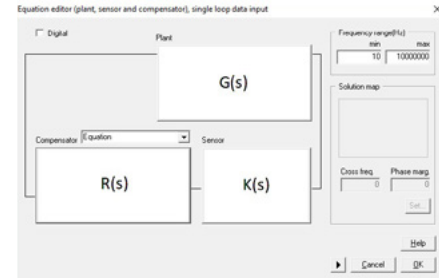 Equation editor (plant, sensor and compensator), single loop data input
Digital
Plant
G(s)
Frequency range(Hz)
min max
10 10000000
Solution map
Compensator Equation
Sensor
R(s)
K(s)
Cross freq. Phase marg.
0 0
Set...
Help
Cancel OK